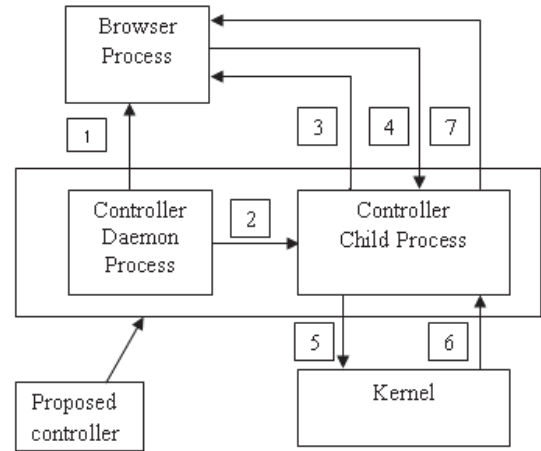 Browser
Process
1
3
4
7
Controller
Daemon
Process
2
Controller
Child Process
5
6
Kernel
Proposed
controller